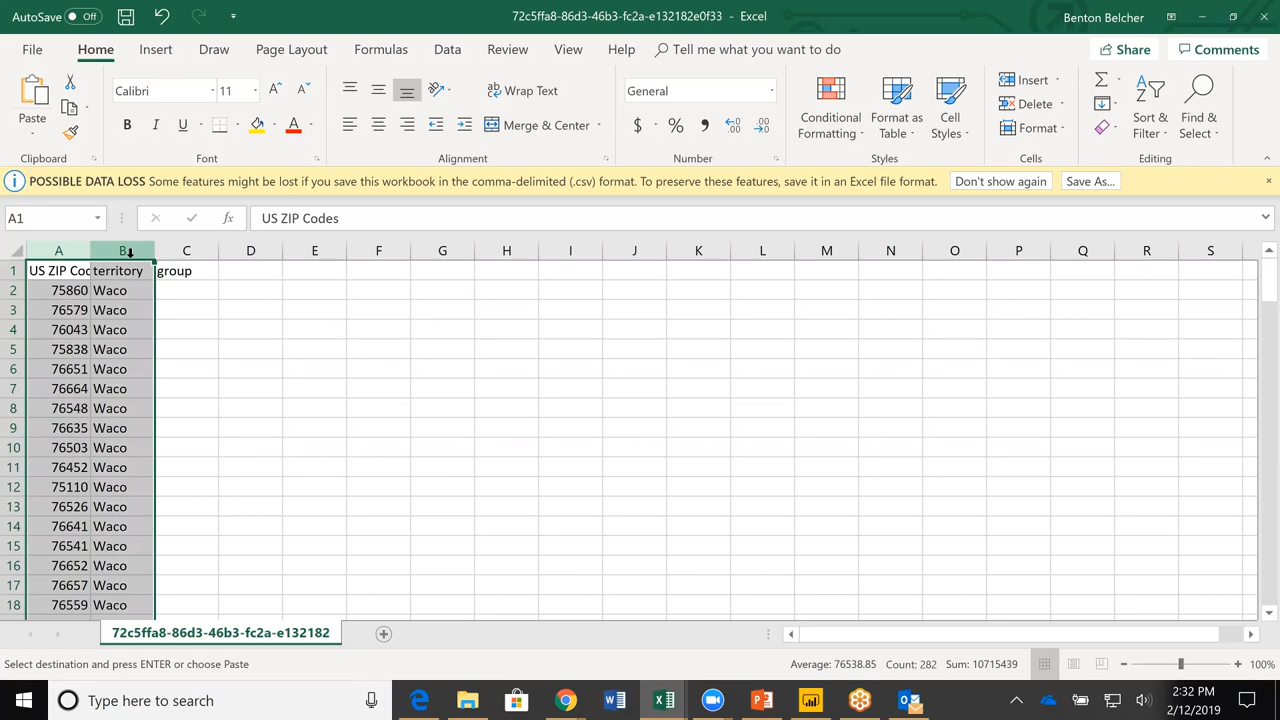 AutoSave Off 72c5ffa8-86d3-46b3-fc2a-e132182e0f33 - Excel Benton Belcher
File Home Insert Draw Page Layout Formulas Data Review View Help Tell me what you want to do Share Comments
Paste
Calibri 11
B I U A
Wrap Text
Merge & Center
General
$ %
Conditional Formatting
Format as Table
Cell Styles
Insert
Delete
Format
Sort & Filter
Find & Select
Clipboard Font Alignment Number Styles Cells Editing
POSSIBLE DATA LOSS Some features might be lost if you save this workbook in the comma-delimited (.csv) format. To preserve these features, save it in an Excel file format. Don't show again Save As...
A1 fx US ZIP Codes
A B C D E F G H I J K L M N O P Q R S
1 US ZIP Co territory group
2 75860 Waco
3 76579 Waco
4 76043 Waco
5 75838 Waco
6 76651 Waco
7 76664 Waco
8 76548 Waco
9 76635 Waco
10 76503 Waco
11 76452 Waco
12 75110 Waco
13 76526 Waco
14 76641 Waco
15 76541 Waco
16 76652 Waco
17 76657 Waco
18 76559 Waco
72c5ffa8-86d3-46b3-fc2a-e132182
Select destination and press ENTER or choose Paste Average: 76538.85 Count: 282 Sum: 10715439 100%
Type here to search
2:32 PM
2/12/2019